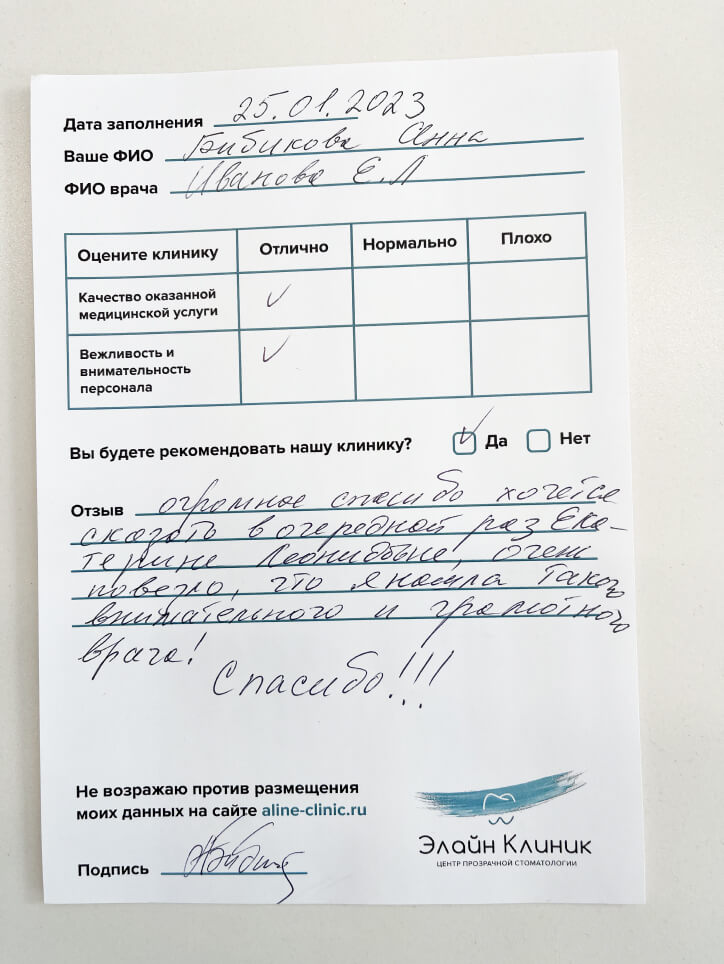 Дата заполнения 25.01.2023
Ваше ФИО Бибикова Анна
ФИО врача Иванова Е.Л
Оцените клинику Отлично Нормально Плохо
Качество оказанной
медицинской услуги
Вежливость и
внимательность
персонала
Вы будете рекомендовать нашу клинику? Да Нет
Отзыв огромное спасибо хочется
сказать в очередной раз Ека-
терине Леонидовне, очень
повезло, что я нашла такого
внимательного и грамотного
врача!
Спасибо!!!
Не возражаю против размещения
моих данных на сайте aline-clinic.ru
Подпись
Элайн Клиник
ЦЕНТР ПРОЗРАЧНОЙ СТОМАТОЛОГИИ